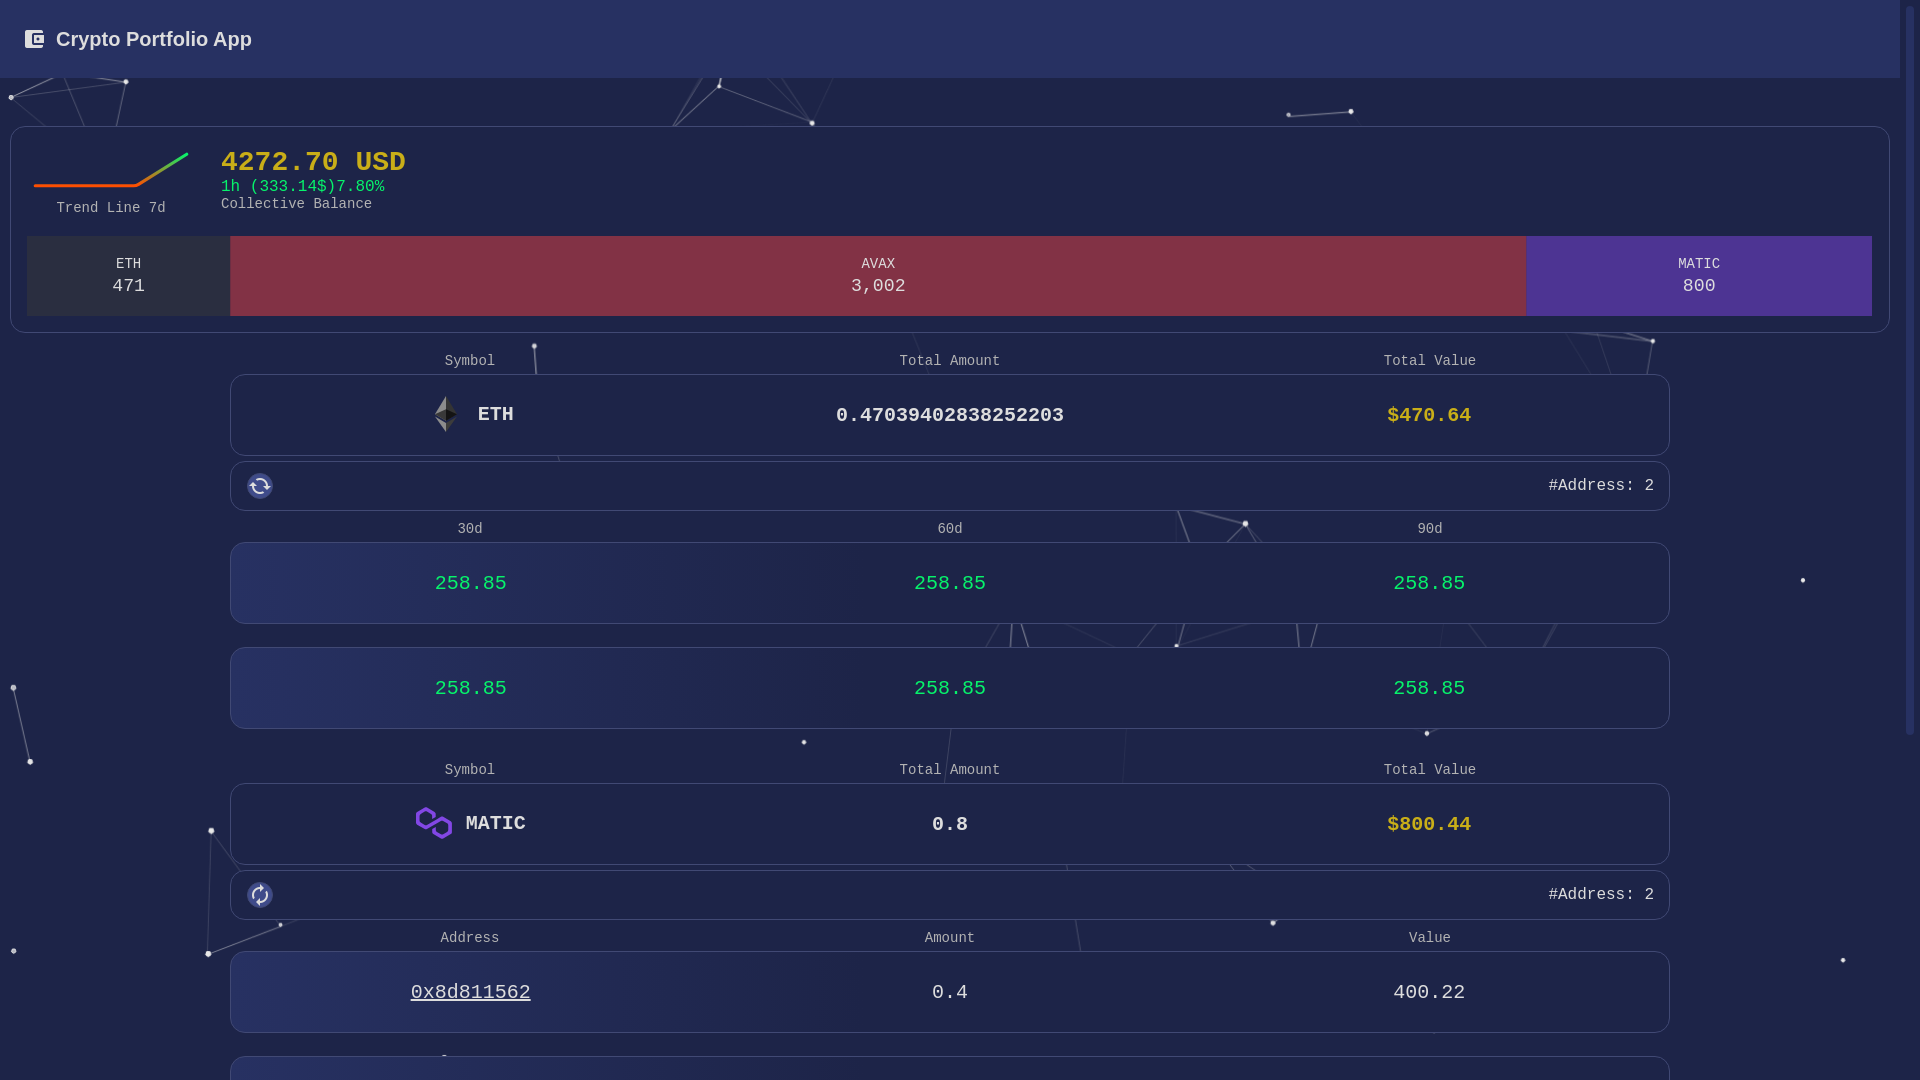 Crypto Portfolio App
4272.70 USD
1h (333.14$)7.80%
Collective Balance
Trend Line 7d
ETH
471
AVAX
3,002
MATIC
800
Symbol Total Amount Total Value
ETH 0.47039402838252203 $470.64
#Address: 2
30d 60d 90d
258.85 258.85 258.85
258.85 258.85 258.85
Symbol Total Amount Total Value
MATIC 0.8 $800.44
#Address: 2
Address Amount Value
0x8d811562 0.4 400.22